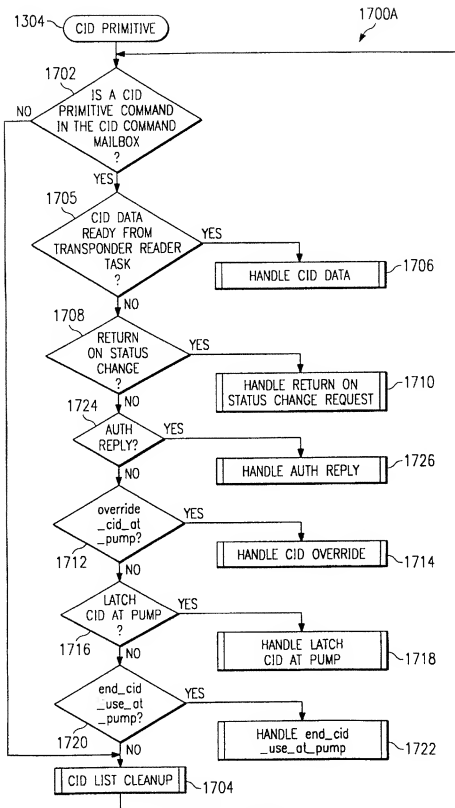 1304
CID PRIMITIVE
1700A
1702
IS A CID
PRIMITIVE COMMAND
IN THE CID COMMAND
MAILBOX
?
NO
YES
1705
CID DATA
READY FROM
TRANSPONDER READER
TASK
?
YES
HANDLE CID DATA
1706
NO
1708
RETURN
ON STATUS
CHANGE
?
YES
HANDLE RETURN ON
STATUS CHANGE REQUEST
1710
NO
1724
AUTH
REPLY?
YES
HANDLE AUTH REPLY
1726
NO
override
_cid_at
_pump?
YES
1712
HANDLE CID OVERRIDE
1714
NO
LATCH
CID AT PUMP
?
YES
1716
HANDLE LATCH
CID AT PUMP
1718
NO
end_cid
_use_at
_pump?
YES
1720
HANDLE end_cid
_use_at_pump
1722
NO
CID LIST CLEANUP
1704